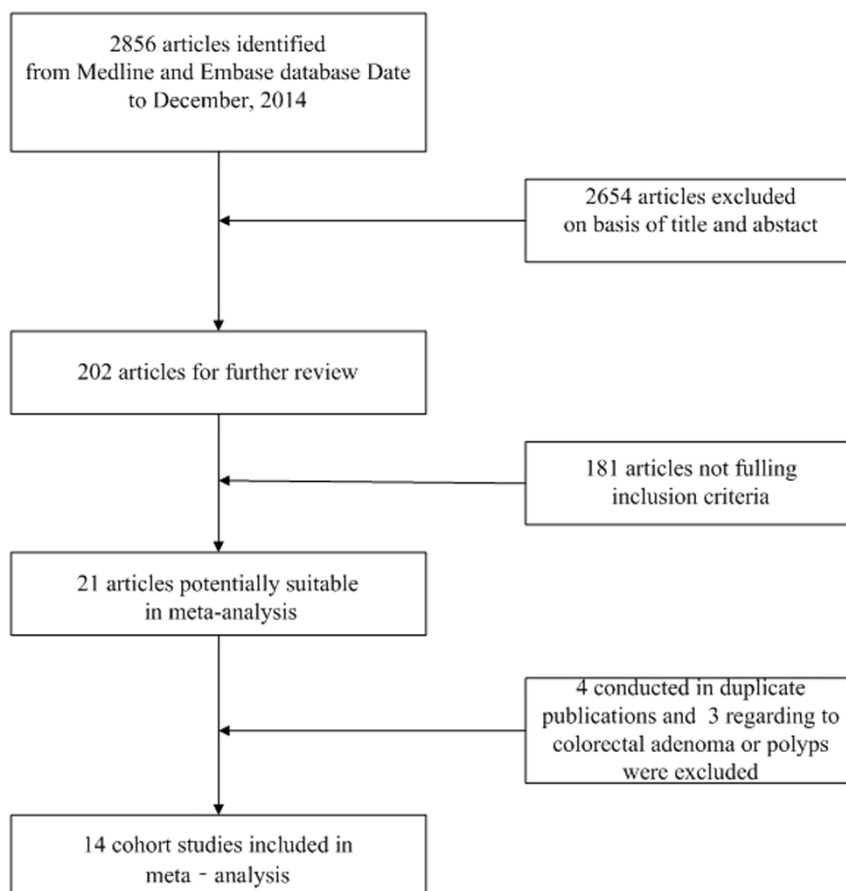 2856 articles identified
from Medline and Embase database Date
to December, 2014
2654 articles excluded
on basis of title and abstact
202 articles for further review
181 articles not fulling
inclusion criteria
21 articles potentially suitable
in meta-analysis
4 conducted in duplicate
publications and 3 regarding to
colorectal adenoma or polyps
were excluded
14 cohort studies included in
meta - analysis